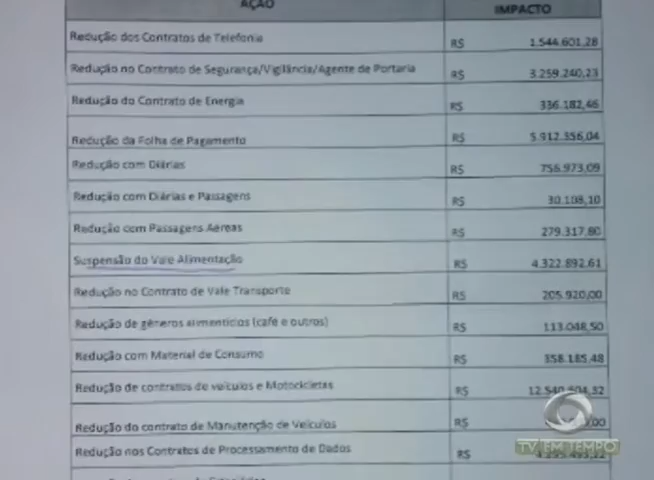 AÇÃO IMPACTO
Redução dos Contratos de Telefonia R$ 1.544.601,28
Redução no Contrato de Segurança/Vigilância/Agente de Portaria R$ 3.259.240,23
Redução do Contrato de Energia R$ 336.182,46
Redução da Folha de Pagamento R$ 5.912.356,04
Redução com Diárias R$ 756.973,09
Redução com Diárias e Passagens R$ 30.108,10
Redução com Passagens Aéreas R$ 279.317,80
Suspensão do Vale Alimentação R$ 4.322.892,61
Redução no Contrato de Vale Transporte R$ 205.920,00
Redução de gêneros alimentícios (café e outros) R$ 113.048,50
Redução com Material de Consumo R$ 358.185,48
Redução de contratos de veículos e Motocicletas R$
Redução do contrato de Manutenção de Veículos R$
Redução nos Contratos de Processamento de Dados R$
TV EM TEMPO